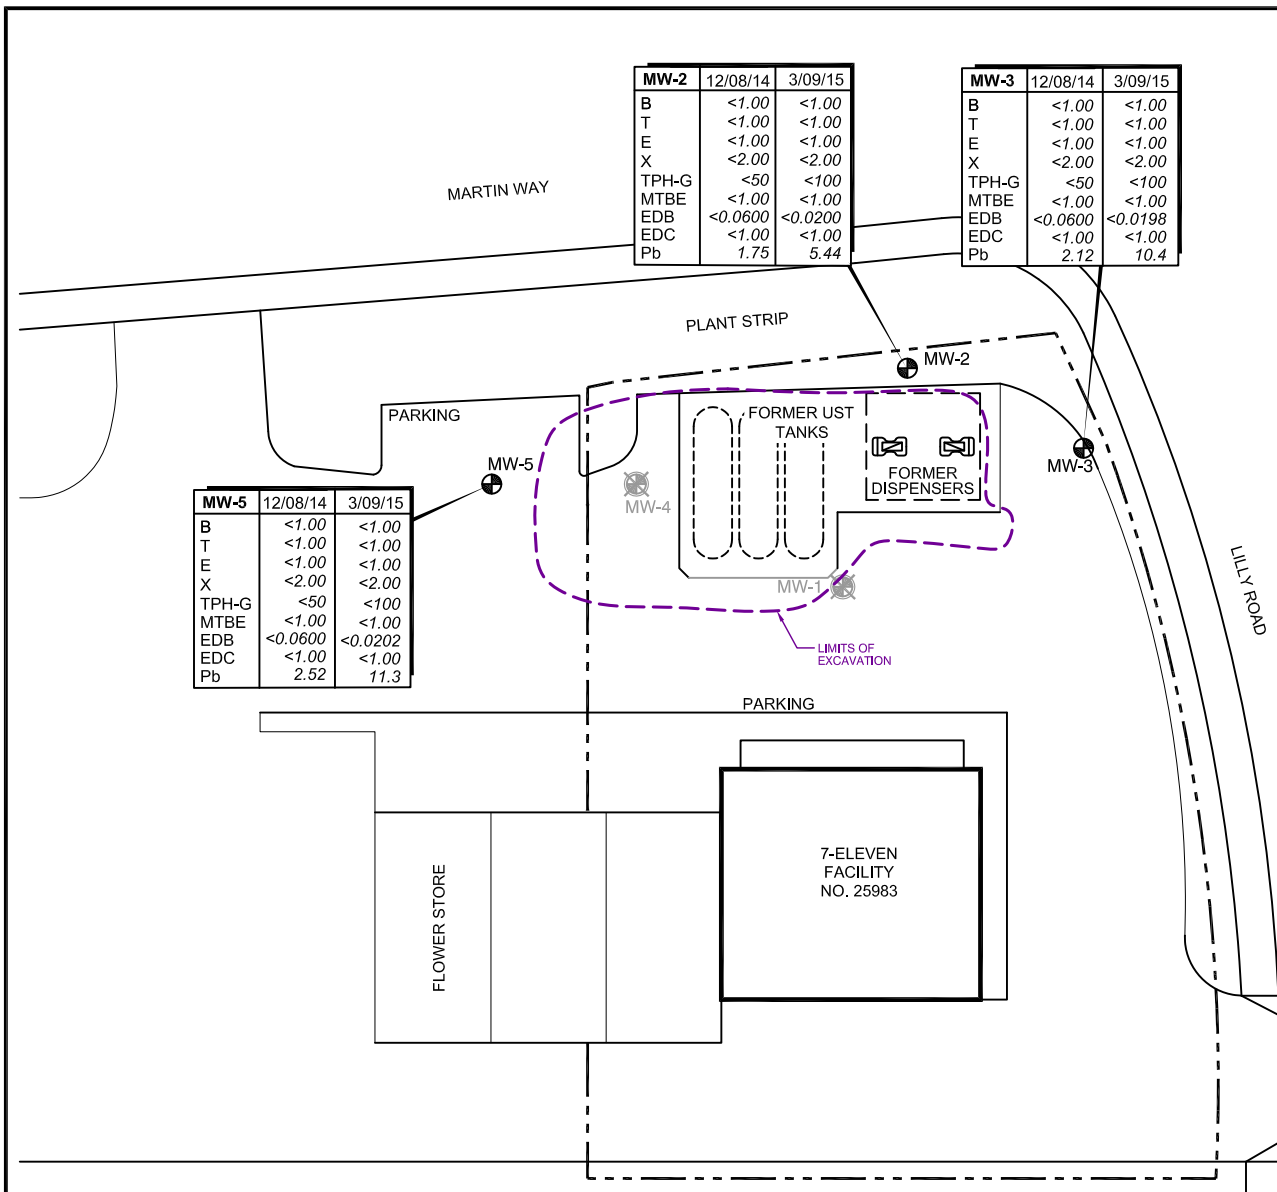 MW-2 12/08/14 3/09/15
B <1.00 <1.00
T <1.00 <1.00
E <1.00 <1.00
X <2.00 <2.00
TPH-G <50 <100
MTBE <1.00 <1.00
EDB <0.0600 <0.0200
EDC <1.00 <1.00
Pb 1.75 5.44
MW-3 12/08/14 3/09/15
B <1.00 <1.00
T <1.00 <1.00
E <1.00 <1.00
X <2.00 <2.00
TPH-G <50 <100
MTBE <1.00 <1.00
EDB <0.0600 <0.0198
EDC <1.00 <1.00
Pb 2.12 10.4
MARTIN WAY
PLANT STRIP
MW-2
PARKING
FORMER UST
TANKS
MW-5
MW-4
FORMER
DISPENSERS
MW-3
MW-5 12/08/14 3/09/15
B <1.00 <1.00
T <1.00 <1.00
E <1.00 <1.00
X <2.00 <2.00
TPH-G <50 <100
MTBE <1.00 <1.00
EDB <0.0600 <0.0202
EDC <1.00 <1.00
Pb 2.52 11.3
MW-1
LILLY ROAD
LIMITS OF
EXCAVATION
PARKING
7-ELEVEN
FACILITY
NO. 25983
FLOWER STORE